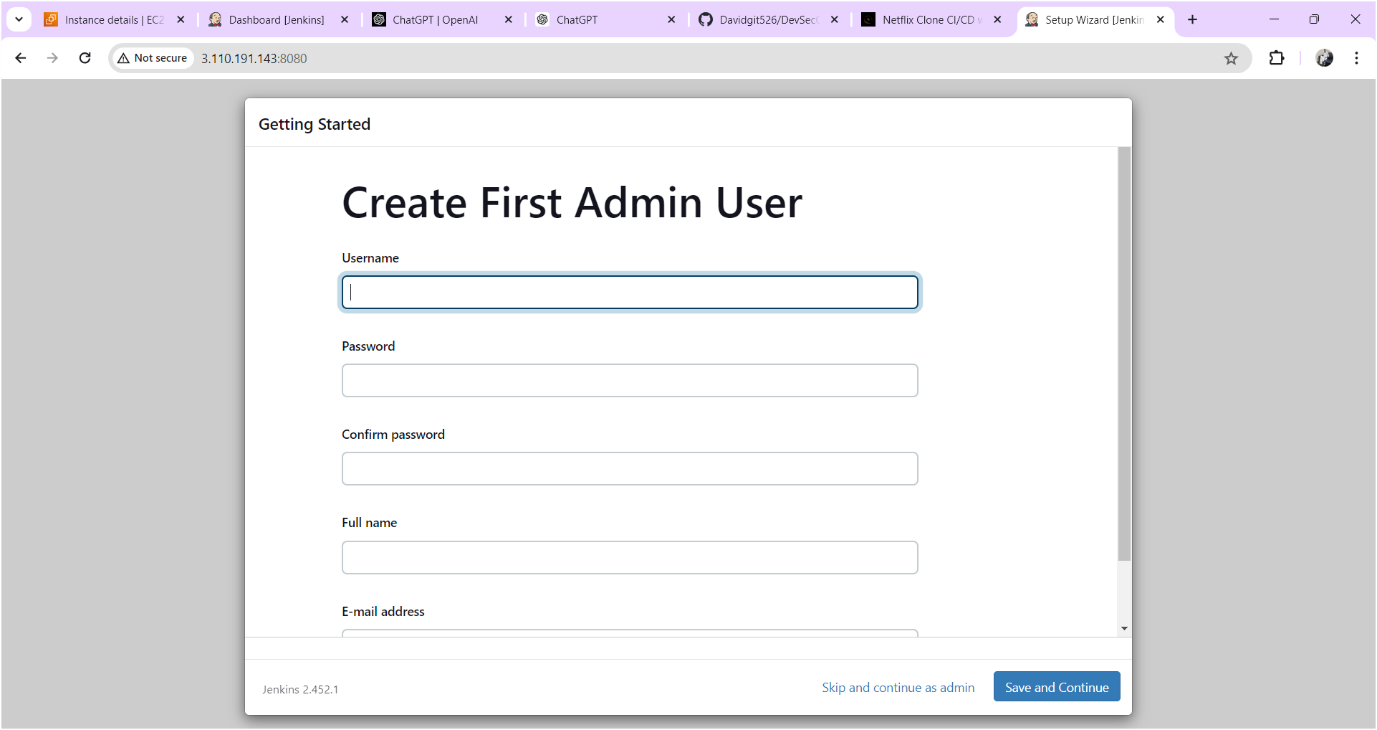 Instance details | EC2
Dashboard [Jenkins]
ChatGPT | OpenAI
ChatGPT
Davidgit526/DevSec
Netflix Clone CI/CD
Setup Wizard [Jenkin
Not secure
3.110.191.143:8080
Getting Started
Create First Admin User
Username
Password
Confirm password
Full name
E-mail address
Jenkins 2.452.1
Skip and continue as admin
Save and Continue